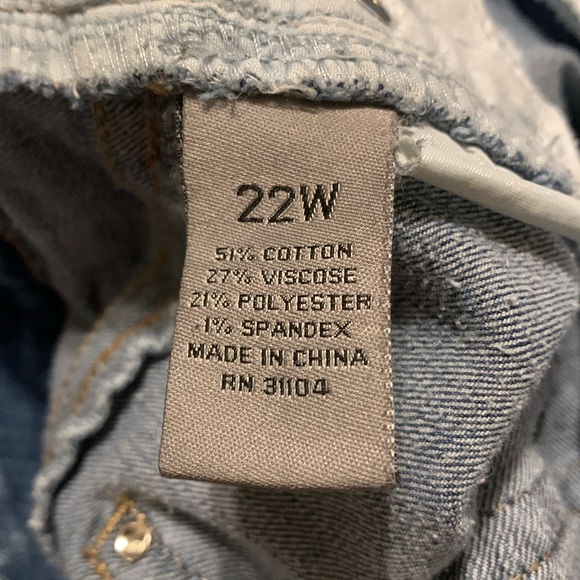 22W
51% COTTON
27% VISCOSE
21% POLYESTER
1% SPANDEX
MADE IN CHINA
RN 31104